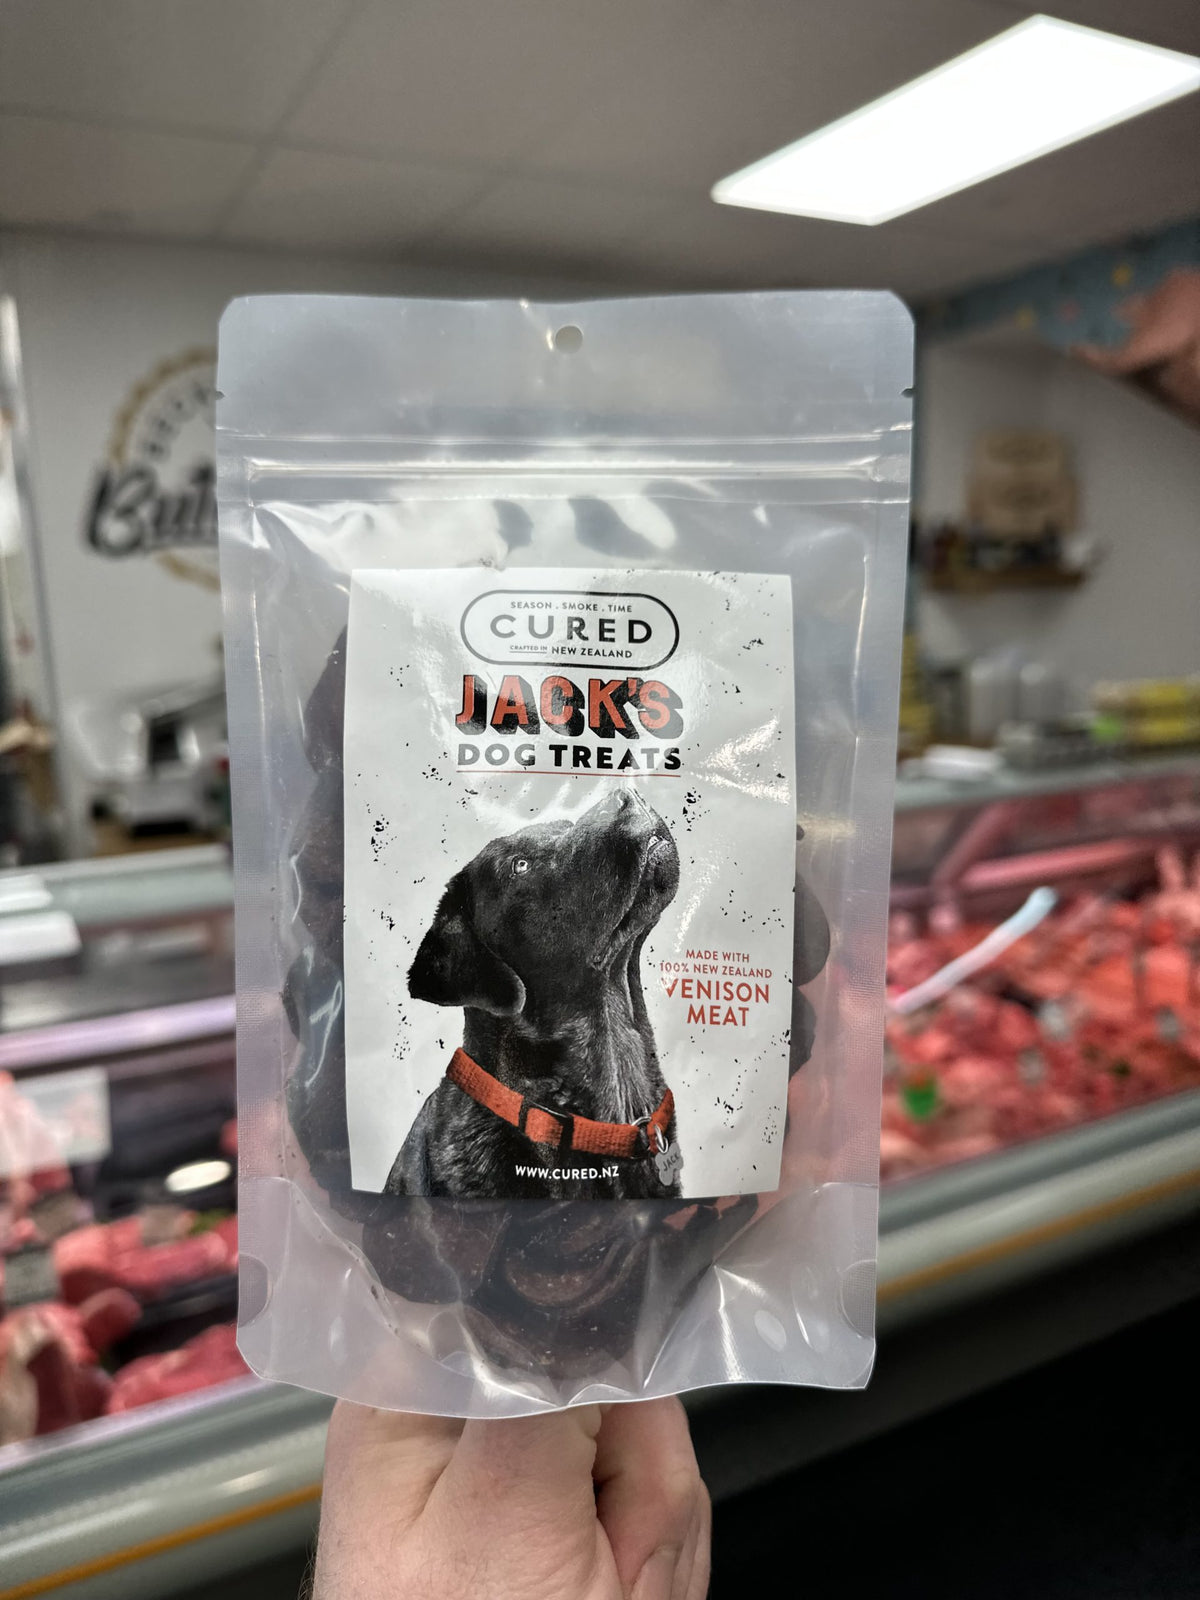 SEASON . SMOKE . TIME
CURED
CRAFTED IN NEW ZEALAND
JACK'S
DOG TREATS
MADE WITH
100% NEW ZEALAND
VENISON
MEAT
JACK
WWW.CURED.NZ